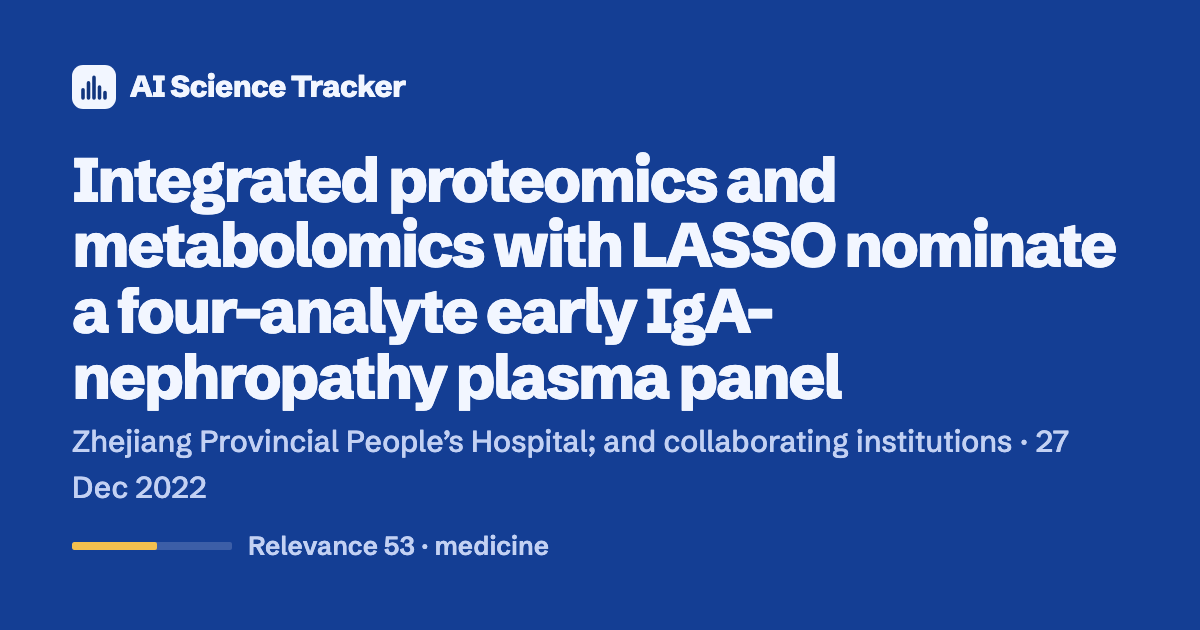 AI Science Tracker
Integrated proteomics and
metabolomics with LASSO nominate
a four-analyte early IgA-
nephropathy plasma panel
Zhejiang Provincial People’s Hospital; and collaborating institutions · 27
Dec 2022
Relevance 53 · medicine